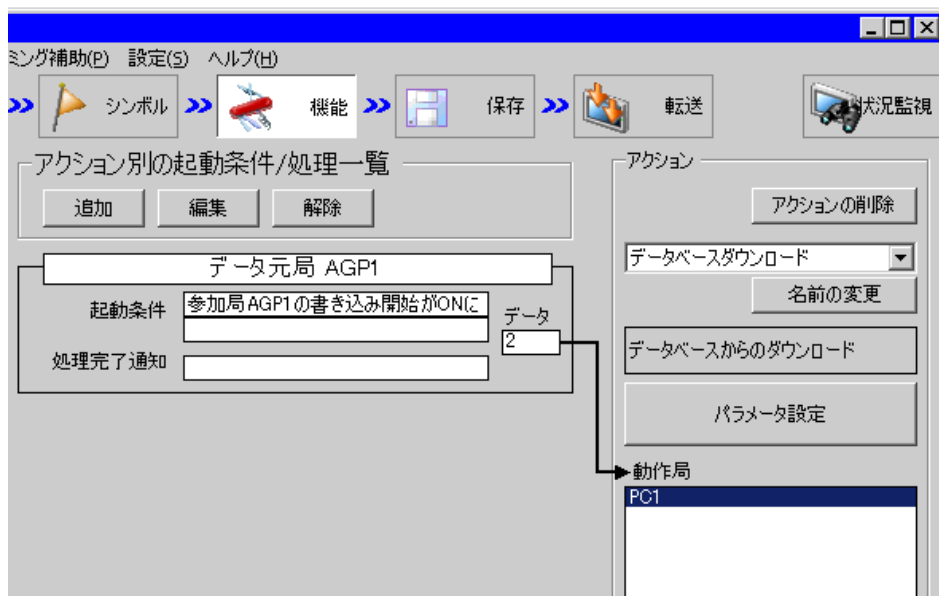 ミング補助(P) 設定(S) ヘルプ(H)
シンボル 機能 保存 転送 状況監視
アクション別の起動条件/処理一覧
追加 編集 解除
データ元局 AGP1
起動条件 参加局AGP1の書き込み開始がONに
データ
2
処理完了通知
アクション
アクションの削除
データベースダウンロード
名前の変更
データベースからのダウンロード
パラメータ設定
動作局
PC1